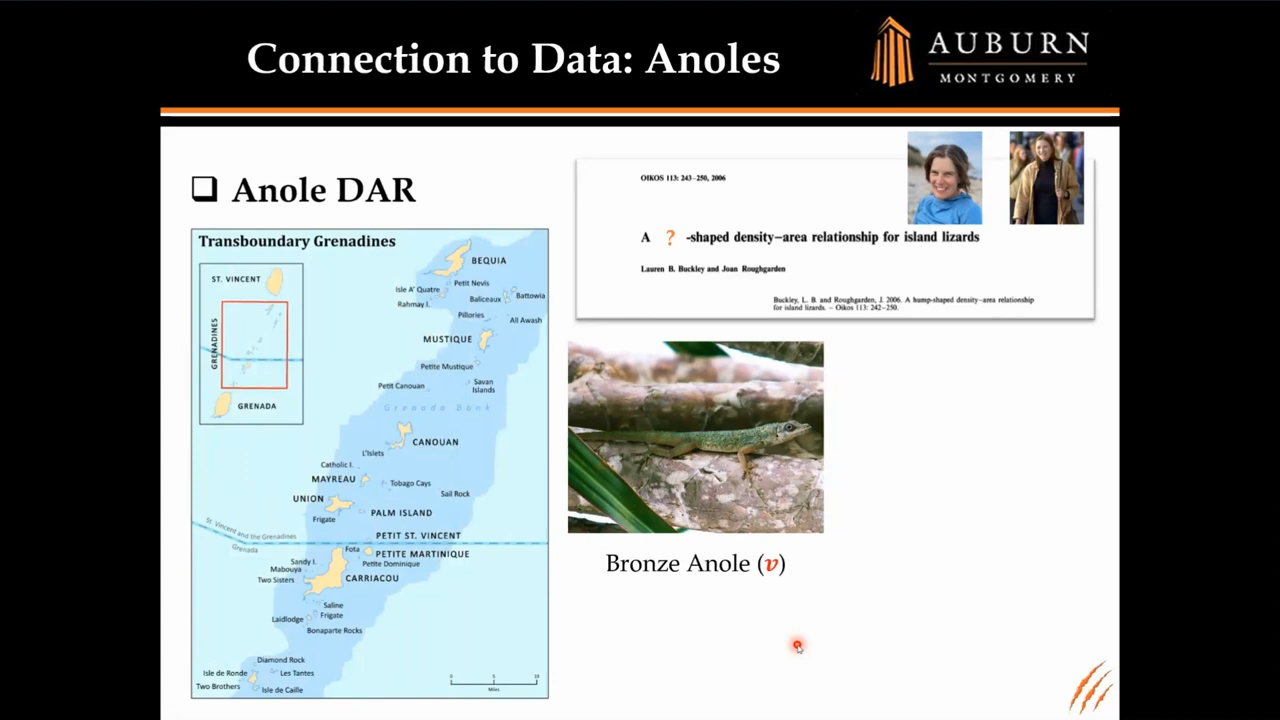 Connection to Data: Anoles
AUBURN
MONTGOMERY
Anole DAR
Transboundary Grenadines
ST. VINCENT
GRENADINES
GRENADA
BEQUIA
Petit Nevis
Isle A' Quatre
Battowia
Baliceaux
Rahmay I.
Pillories
All Awash
MUSTIQUE
Petite Mustique
Petit Canouan
Savan
Islands
Grenada Bank
CANOUAN
L'Islets
Catholic I.
MAYREAU
Tobago Cays
Sail Rock
UNION
PALM ISLAND
Frigate
St. Vincent and the Grenadines
Grenada
PETIT ST. VINCENT
Fota
PETITE MARTINIQUE
Sandy I.
Petite Dominique
Mabouya
Two Sisters
CARRIACOU
Saline
Frigate
Laidlodge
Bonaparte Rocks
Diamond Rock
Isle de Ronde
Les Tantes
Two Brothers
Isle de Caille
0 5 10
Miles
OIKOS 113: 243–250, 2006
A ? -shaped density–area relationship for island lizards
Lauren B. Buckley and Joan Roughgarden
Buckley, L. B. and Roughgarden, J. 2006. A hump-shaped density–area relationship
for island lizards. – Oikos 113: 242–250.
Bronze Anole (v)